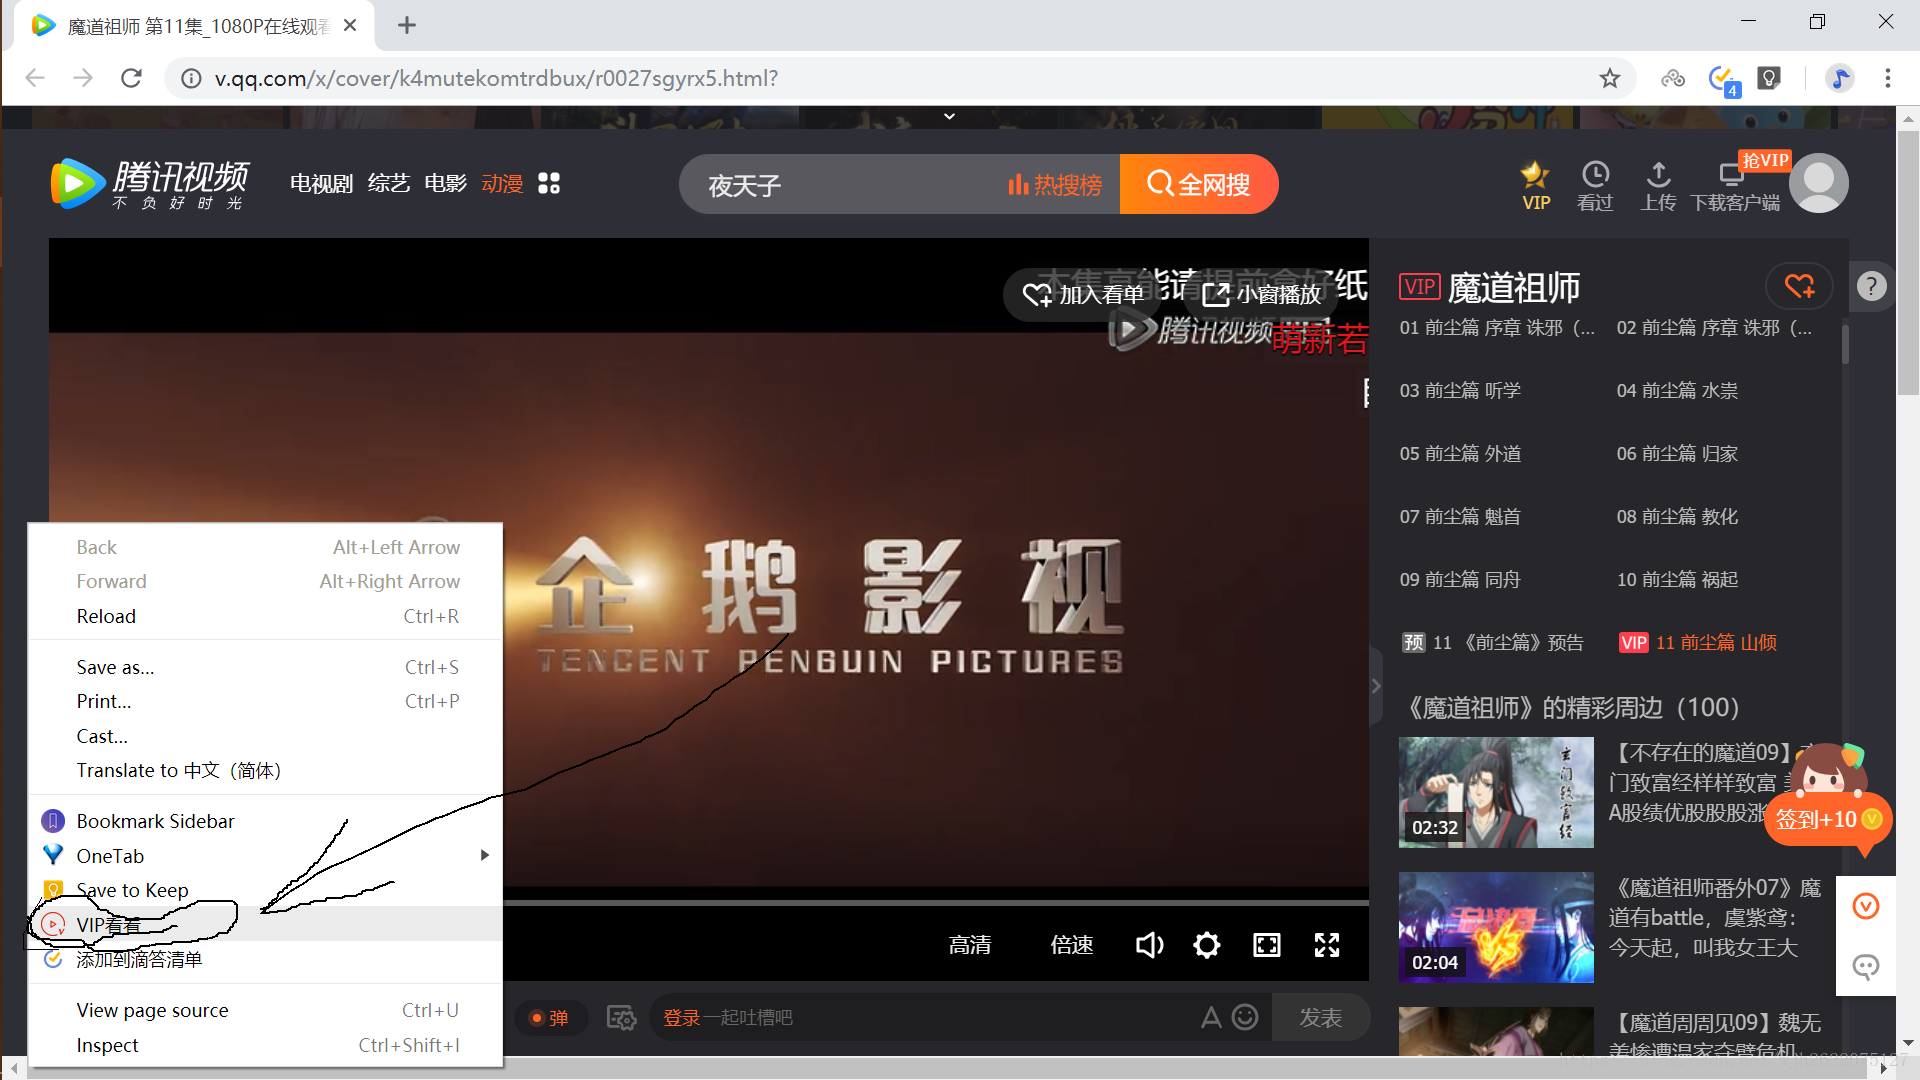 魔道祖师 第11集_1080P在线观看
v.qq.com/x/cover/k4mutekomtrdbux/r0027sgyrx5.html?
4
腾讯视频
不负好时光
电视剧 综艺 电影 动漫
夜天子
热搜榜
全网搜
VIP
看过
上传
下载客户端
抢VIP
加入看单
小窗播放
腾讯视频
萌新若
企鹅影视
TENCENT PENGUIN PICTURES
VIP 魔道祖师
?
01 前尘篇 序章 诛邪（...
02 前尘篇 序章 诛邪（...
03 前尘篇 听学
04 前尘篇 水祟
05 前尘篇 外道
06 前尘篇 归家
07 前尘篇 魁首
08 前尘篇 教化
09 前尘篇 同舟
10 前尘篇 祸起
预 11 《前尘篇》预告
VIP 11 前尘篇 山倾
《魔道祖师》的精彩周边（100）
玄门致富经
02:32
【不存在的魔道09】
门致富经样样致富
A股绩优股股股涨
签到+10
VS
02:04
《魔道祖师番外07》魔
道有battle，虞紫鸢：
今天起，叫我女王大
【魔道周周见09】魏无
羡惨遭温家夺臂危机
Back Alt+Left Arrow
Forward Alt+Right Arrow
Reload Ctrl+R
Save as... Ctrl+S
Print... Ctrl+P
Cast...
Translate to 中文（简体）
Bookmark Sidebar
OneTab
Save to Keep
VIP看看
添加到滴答清单
View page source Ctrl+U
Inspect Ctrl+Shift+I
高清
倍速
弹
登录一起吐槽吧
A
发表